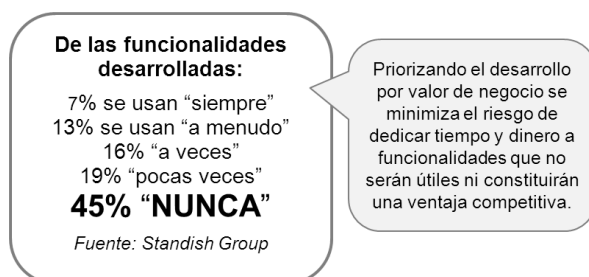 De las funcionalidades
desarrolladas:
7% se usan “siempre”
13% se usan “a menudo”
16% “a veces”
19% “pocas veces”
45% “NUNCA”
Fuente: Standish Group
Priorizando el desarrollo
por valor de negocio se
minimiza el riesgo de
dedicar tiempo y dinero a
funcionalidades que no
serán útiles ni constituirán
una ventaja competitiva.